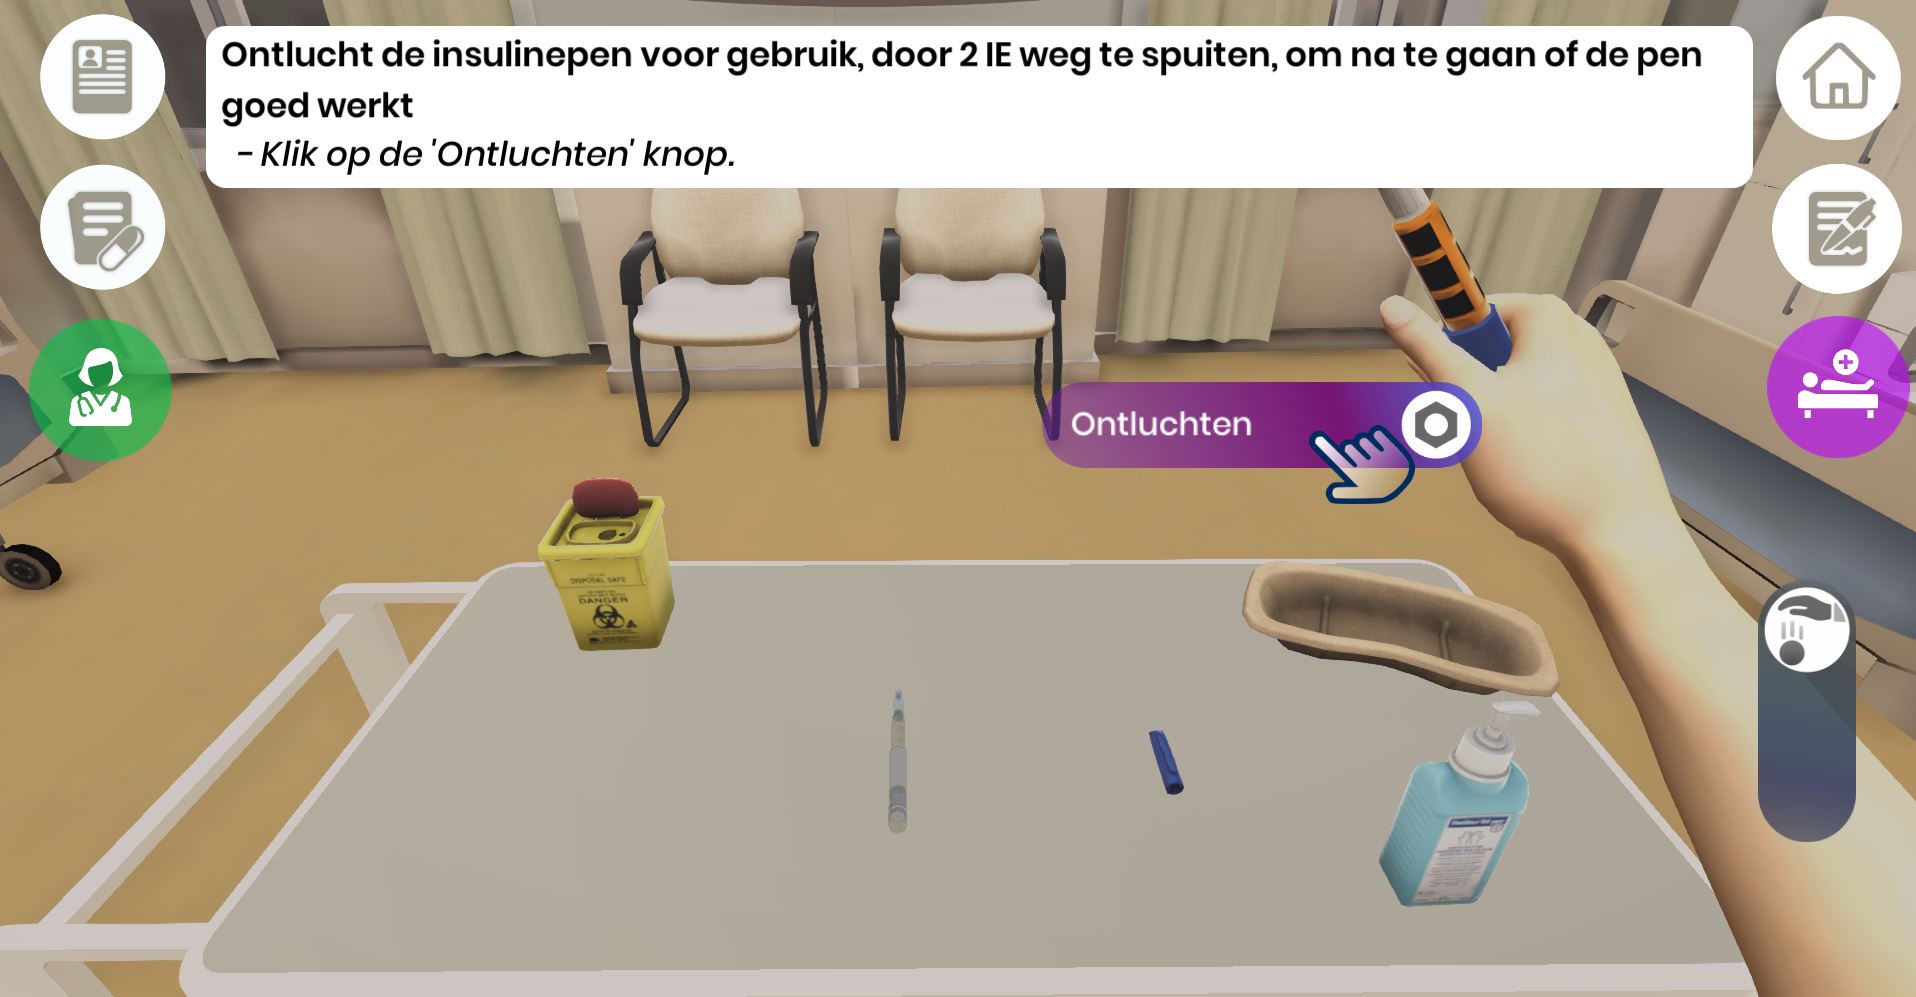 Ontlucht de insulinepen voor gebruik, door 2 IE weg te spuiten, om na te gaan of de pen
goed werkt
- Klik op de 'Ontluchten' knop.
Ontluchten
DISPOSAL SAFE
DANGER